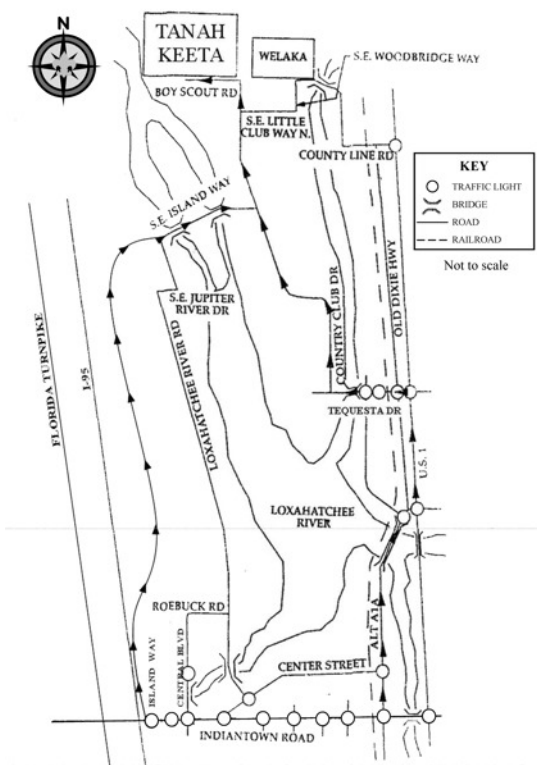 N
TANAH
KEETA
WELAKA
S.E. WOODBRIDGE WAY
BOY SCOUT RD
S.E. LITTLE
CLUB WAY N.
COUNTY LINE RD
KEY
TRAFFIC LIGHT
BRIDGE
ROAD
RAILROAD
Not to scale
S.E. ISLAND WAY
S.E. JUPITER
RIVER DR
COUNTRY CLUB DR
OLD DIXIE HWY
FLORIDA TURNPIKE
I-95
LOXAHATCHEE RIVER RD
TEQUESTA DR
U.S. 1
LOXAHATCHEE
RIVER
ROEBUCK RD
ISLAND WAY
CENTRAL BLVD
CENTER STREET
ALT A1A
INDIANTOWN ROAD